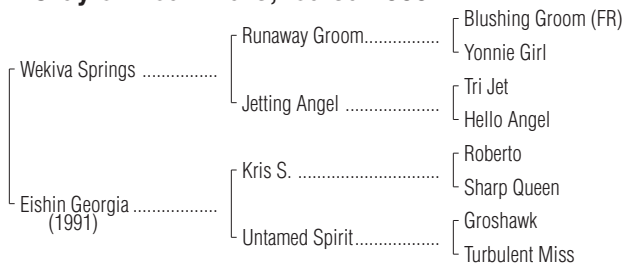 Blushing Groom (FR)
Runaway Groom................
Yonnie Girl
Wekiva Springs ................
Tri Jet
Jetting Angel ....................
Hello Angel
Roberto
Kris S. ..............................
Sharp Queen
Eishin Georgia ..................
(1991)
Groshawk
Untamed Spirit..................
Turbulent Miss